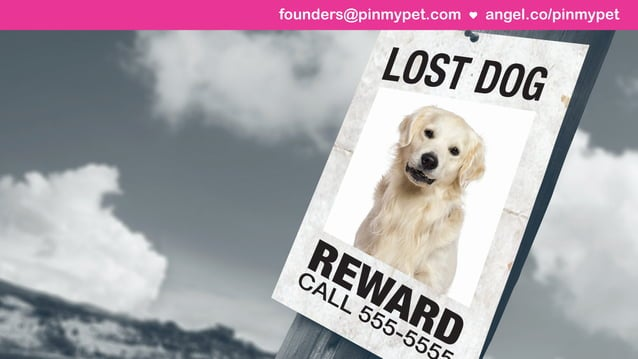 founders@pinmypet.com ♥ angel.co/pinmypet
LOST DOG
REWARD
CALL 555-5555